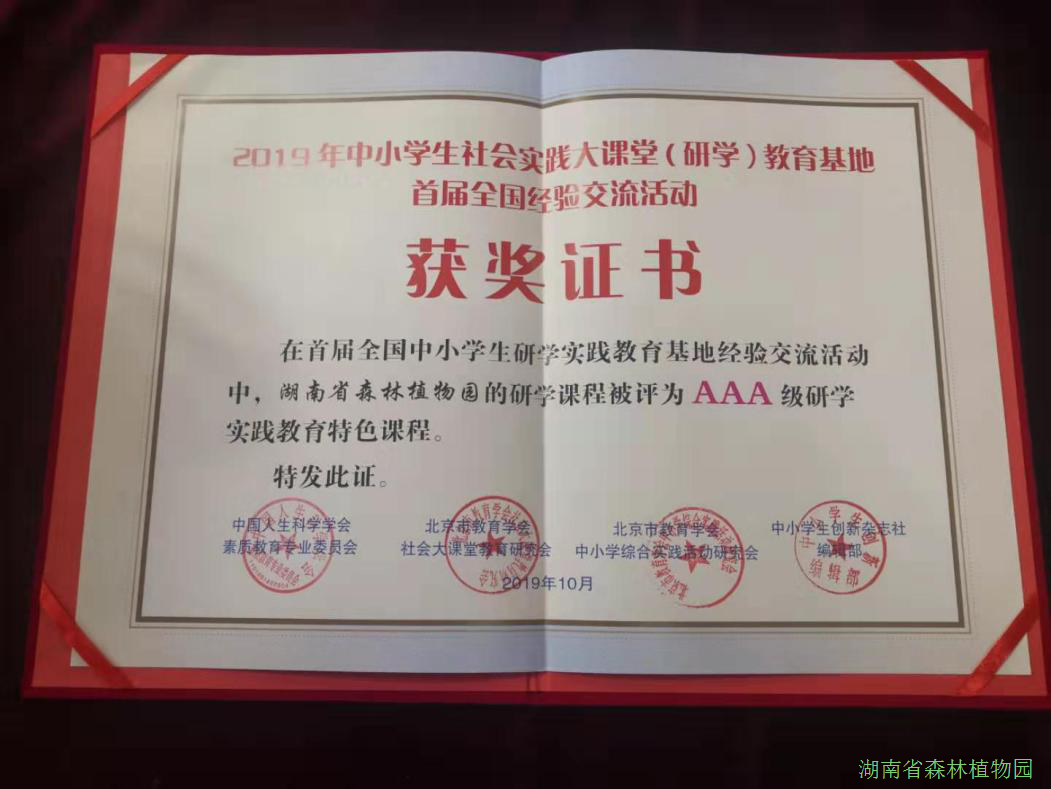 2019年中小学生社会实践大课堂（研学）教育基地
首届全国经验交流活动
获奖证书
在首届全国中小学生研学实践教育基地经验交流活动
中，湖南省森林植物园的研学课程被评为 AAA 级研学
实践教育特色课程。
特发此证。
中国人生科学学会
素质教育专业委员会
北京市教育学会
社会大课堂教育研究会
北京市教育学会
中小学综合实践活动研究会
中小学生创新杂志社
编辑部
2019年10月
湖南省森林植物园